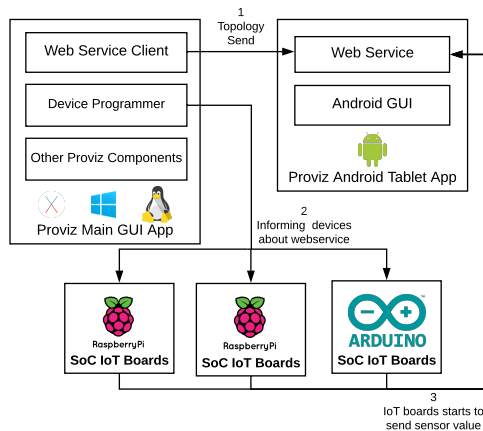 1
Topology
Send
Web Service Client
Device Programmer
Other Proviz Components
Proviz Main GUI App
Web Service
Android GUI
Proviz Android Tablet App
2
Informing devices
about webservice
RaspberryPi
SoC IoT Boards
RaspberryPi
SoC IoT Boards
ARDUINO
SoC IoT Boards
3
IoT boards starts to
send sensor value